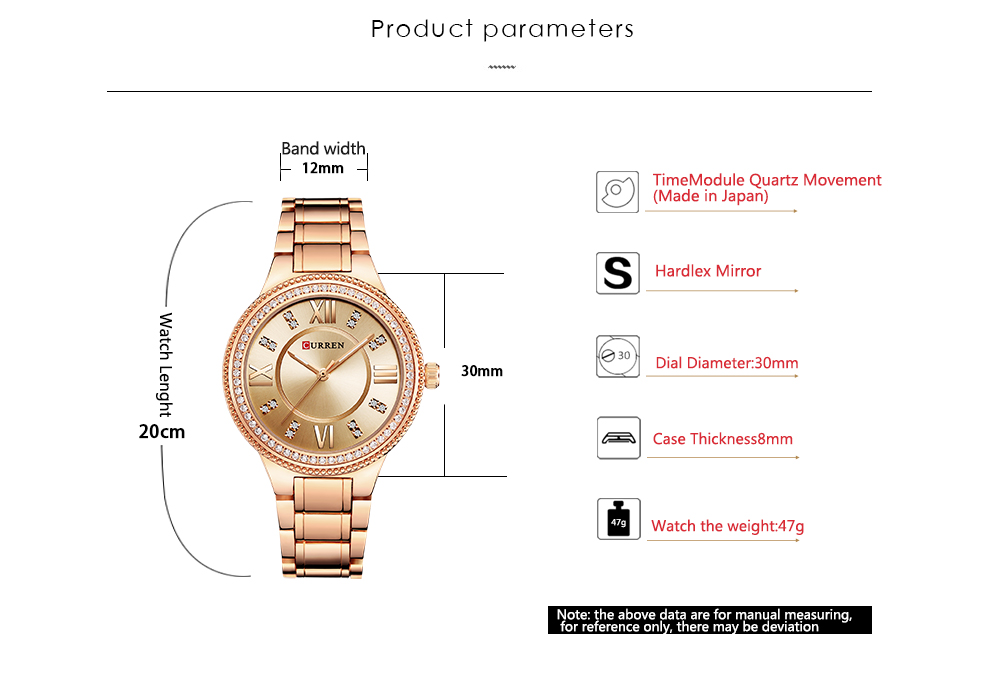 Product parameters
Band width
12mm
TimeModule Quartz Movement
(Made in Japan)
S
Hardlex Mirror
XII
CURREN
30
Dial Diameter:30mm
30mm
Watch Lenght
20cm
VI
Case Thickness8mm
47g
Watch the weight:47g
Note: the above data are for manual measuring,
for reference only, there may be deviation